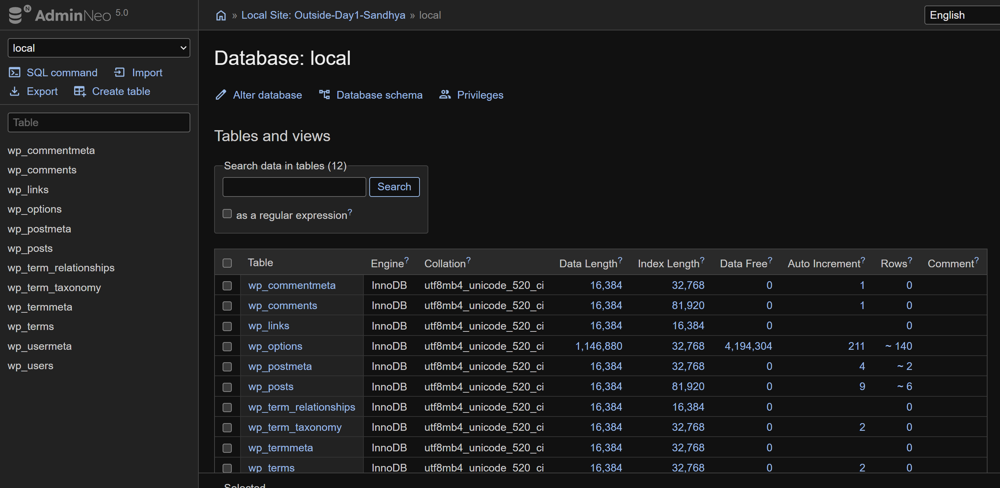 AdminNeo 5.0
» Local Site: Outside-Day1-Sandhya » local
English
local
SQL command Import
Export Create table
Table
wp_commentmeta
wp_comments
wp_links
wp_options
wp_postmeta
wp_posts
wp_term_relationships
wp_term_taxonomy
wp_termmeta
wp_terms
wp_usermeta
wp_users
Database: local
Alter database Database schema Privileges
Tables and views
Search data in tables (12)
Search
as a regular expression?
Table Engine? Collation? Data Length? Index Length? Data Free? Auto Increment? Rows? Comment?
wp_commentmeta InnoDB utf8mb4_unicode_520_ci 16,384 32,768 0 1 0
wp_comments InnoDB utf8mb4_unicode_520_ci 16,384 81,920 0 1 0
wp_links InnoDB utf8mb4_unicode_520_ci 16,384 16,384 0 0
wp_options InnoDB utf8mb4_unicode_520_ci 1,146,880 32,768 4,194,304 211 ~ 140
wp_postmeta InnoDB utf8mb4_unicode_520_ci 16,384 32,768 0 4 ~ 2
wp_posts InnoDB utf8mb4_unicode_520_ci 16,384 81,920 0 9 ~ 6
wp_term_relationships InnoDB utf8mb4_unicode_520_ci 16,384 16,384 0 0
wp_term_taxonomy InnoDB utf8mb4_unicode_520_ci 16,384 32,768 0 2 0
wp_termmeta InnoDB utf8mb4_unicode_520_ci 16,384 32,768 0 0
wp_terms InnoDB utf8mb4_unicode_520_ci 16,384 32,768 0 2 0
Selected